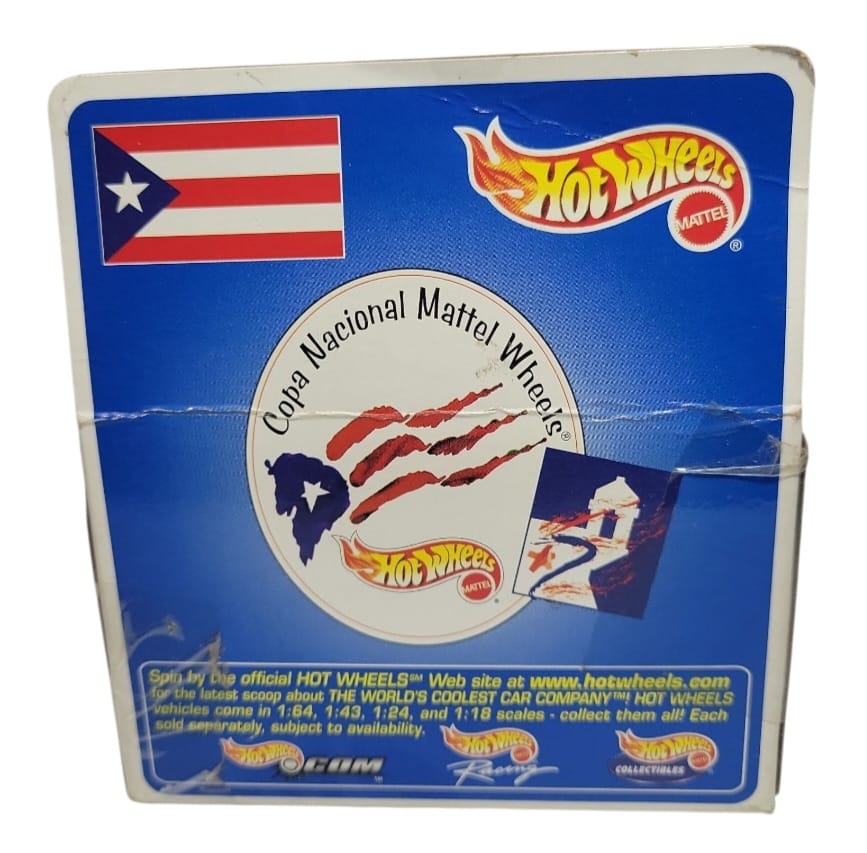 HOT WHEELS
MATTEL
®
Copa Nacional Mattel Wheels®
HOT WHEELS
MATTEL
®
Spin by the official HOT WHEELS℠ Web site at www.hotwheels.com
for the latest scoop about THE WORLD'S COOLEST CAR COMPANY™! HOT WHEELS
vehicles come in 1:64, 1:43, 1:24, and 1:18 scales - collect them all! Each
sold separately, subject to availability.
HOT WHEELS
.COM
HOT WHEELS
Racing
HOT WHEELS
COLLECTIBLES